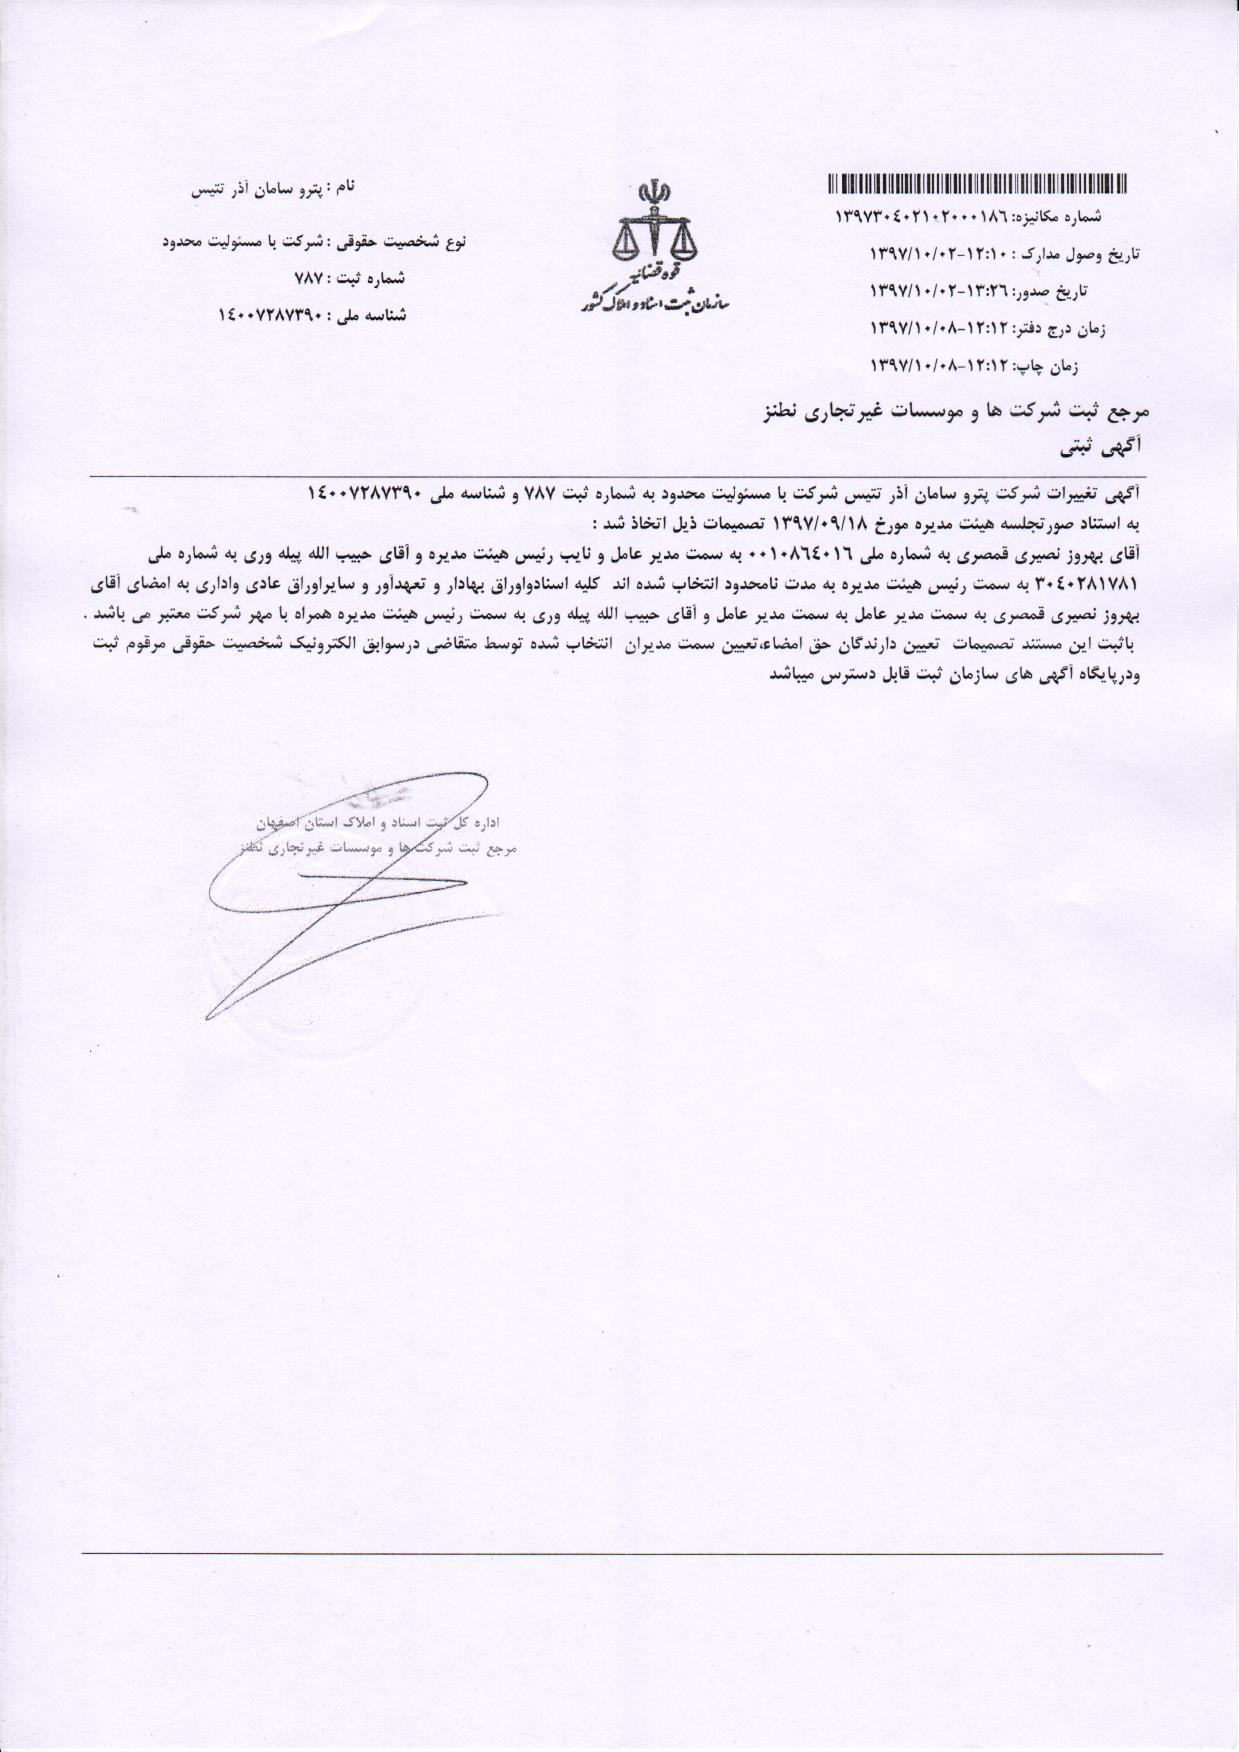 شماره مکانیزه: ۱۳۹۷۳۰۴۰۲۱۰۲۰۰۰۱۸۶
تاریخ وصول مدارک : ۱۲:۱۰-۱۳۹۷/۱۰/۰۲
تاریخ صدور: ۱۳:۲۶-۱۳۹۷/۱۰/۰۲
زمان درج دفتر: ۱۲:۱۲-۱۳۹۷/۱۰/۰۸
زمان چاپ: ۱۲:۱۲-۱۳۹۷/۱۰/۰۸
قوه قضائیه
سازمان ثبت اسناد و املاک کشور
نام : پترو سامان آذر تتیس
نوع شخصیت حقوقی : شرکت با مسئولیت محدود
شماره ثبت : ۷۸۷
شناسه ملی : ۱۴۰۰۷۲۸۷۳۹۰
مرجع ثبت شرکت ها و موسسات غیرتجاری نطنز
آگهی ثبتی
آگهی تغییرات شرکت پترو سامان آذر تتیس شرکت با مسئولیت محدود به شماره ثبت ۷۸۷ و شناسه ملی ۱۴۰۰۷۲۸۷۳۹۰
به استناد صورتجلسه هیئت مدیره مورخ ۱۳۹۷/۰۹/۱۸ تصمیمات ذیل اتخاذ شد :
آقای بهروز نصیری قمصری به شماره ملی ۰۰۱۰۸۶۴۰۱۶ به سمت مدیر عامل و نایب رئیس هیئت مدیره و آقای حبیب الله پیله وری به شماره ملی
۳۰۴۰۲۸۱۷۸۱ به سمت رئیس هیئت مدیره به مدت نامحدود انتخاب شده اند کلیه اسنادواوراق بهادار و تعهدآور و سایراوراق عادی واداری به امضای آقای
بهروز نصیری قمصری به سمت مدیر عامل به سمت مدیر عامل و آقای حبیب الله پیله وری به سمت رئیس هیئت مدیره همراه با مهر شرکت معتبر می باشد .
باثبت این مستند تصمیمات تعیین دارندگان حق امضاء،تعیین سمت مدیران انتخاب شده توسط متقاضی درسوابق الکترونیک شخصیت حقوقی مرقوم ثبت
ودرپایگاه آگهی های سازمان ثبت قابل دسترس میباشد
اداره کل ثبت اسناد و املاک استان اصفهان
مرجع ثبت شرکت ها و موسسات غیرتجاری نطنز